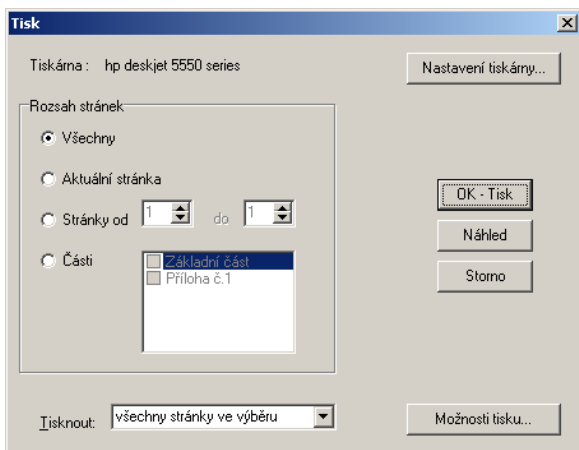 Tisk
Tiskárna : hp deskjet 5550 series
Nastavení tiskárny...
Rozsah stránek
Všechny
Aktuální stránka
Stránky od 1 do 1
Části
Základní část
Příloha č.1
OK - Tisk
Náhled
Storno
Tisknout: všechny stránky ve výběru
Možnosti tisku...